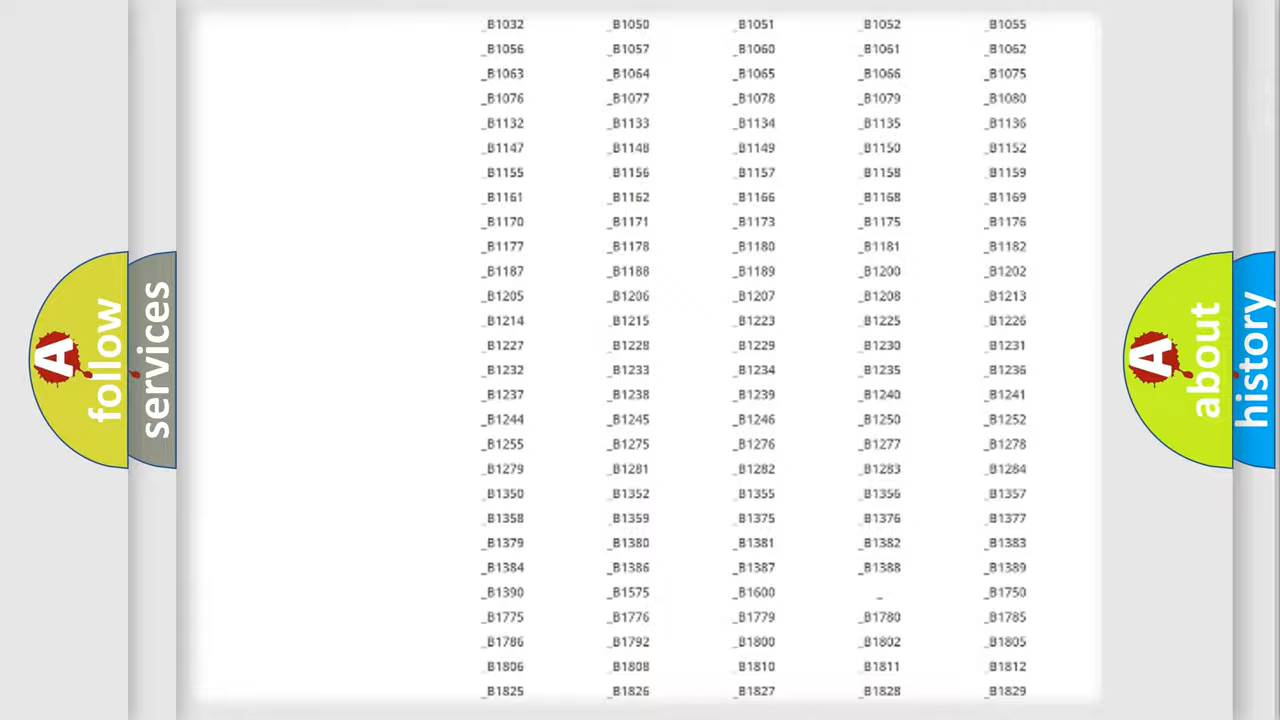 _B1032 _B1050 _B1051 _B1052 _B1055
_B1056 _B1057 _B1060 _B1061 _B1062
_B1063 _B1064 _B1065 _B1066 _B1075
_B1076 _B1077 _B1078 _B1079 _B1080
_B1132 _B1133 _B1134 _B1135 _B1136
_B1147 _B1148 _B1149 _B1150 _B1152
_B1155 _B1156 _B1157 _B1158 _B1159
_B1161 _B1162 _B1166 _B1168 _B1169
_B1170 _B1171 _B1173 _B1175 _B1176
_B1177 _B1178 _B1180 _B1181 _B1182
_B1187 _B1188 _B1189 _B1200 _B1202
_B1205 _B1206 _B1207 _B1208 _B1213
_B1214 _B1215 _B1223 _B1225 _B1226
_B1227 _B1228 _B1229 _B1230 _B1231
_B1232 _B1233 _B1234 _B1235 _B1236
_B1237 _B1238 _B1239 _B1240 _B1241
_B1244 _B1245 _B1246 _B1250 _B1252
_B1255 _B1275 _B1276 _B1277 _B1278
_B1279 _B1281 _B1282 _B1283 _B1284
_B1350 _B1352 _B1355 _B1356 _B1357
_B1358 _B1359 _B1375 _B1376 _B1377
_B1379 _B1380 _B1381 _B1382 _B1383
_B1384 _B1386 _B1387 _B1388 _B1389
_B1390 _B1575 _B1600 _ _B1750
_B1775 _B1776 _B1779 _B1780 _B1785
_B1786 _B1792 _B1800 _B1802 _B1805
_B1806 _B1808 _B1810 _B1811 _B1812
_B1825 _B1826 _B1827 _B1828 _B1829
A
follow
services
A
about
history